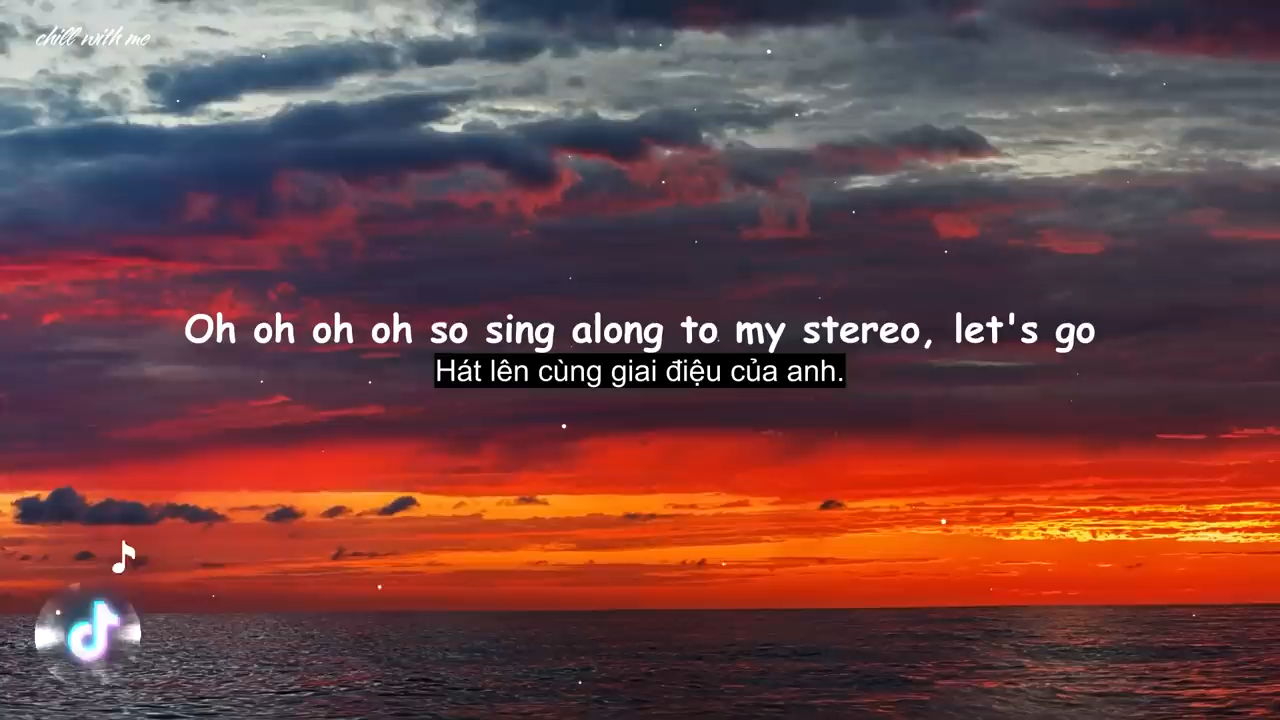 chill with me
Oh oh oh oh so sing along to my stereo, let's go
Hát lên cùng giai điệu của anh.